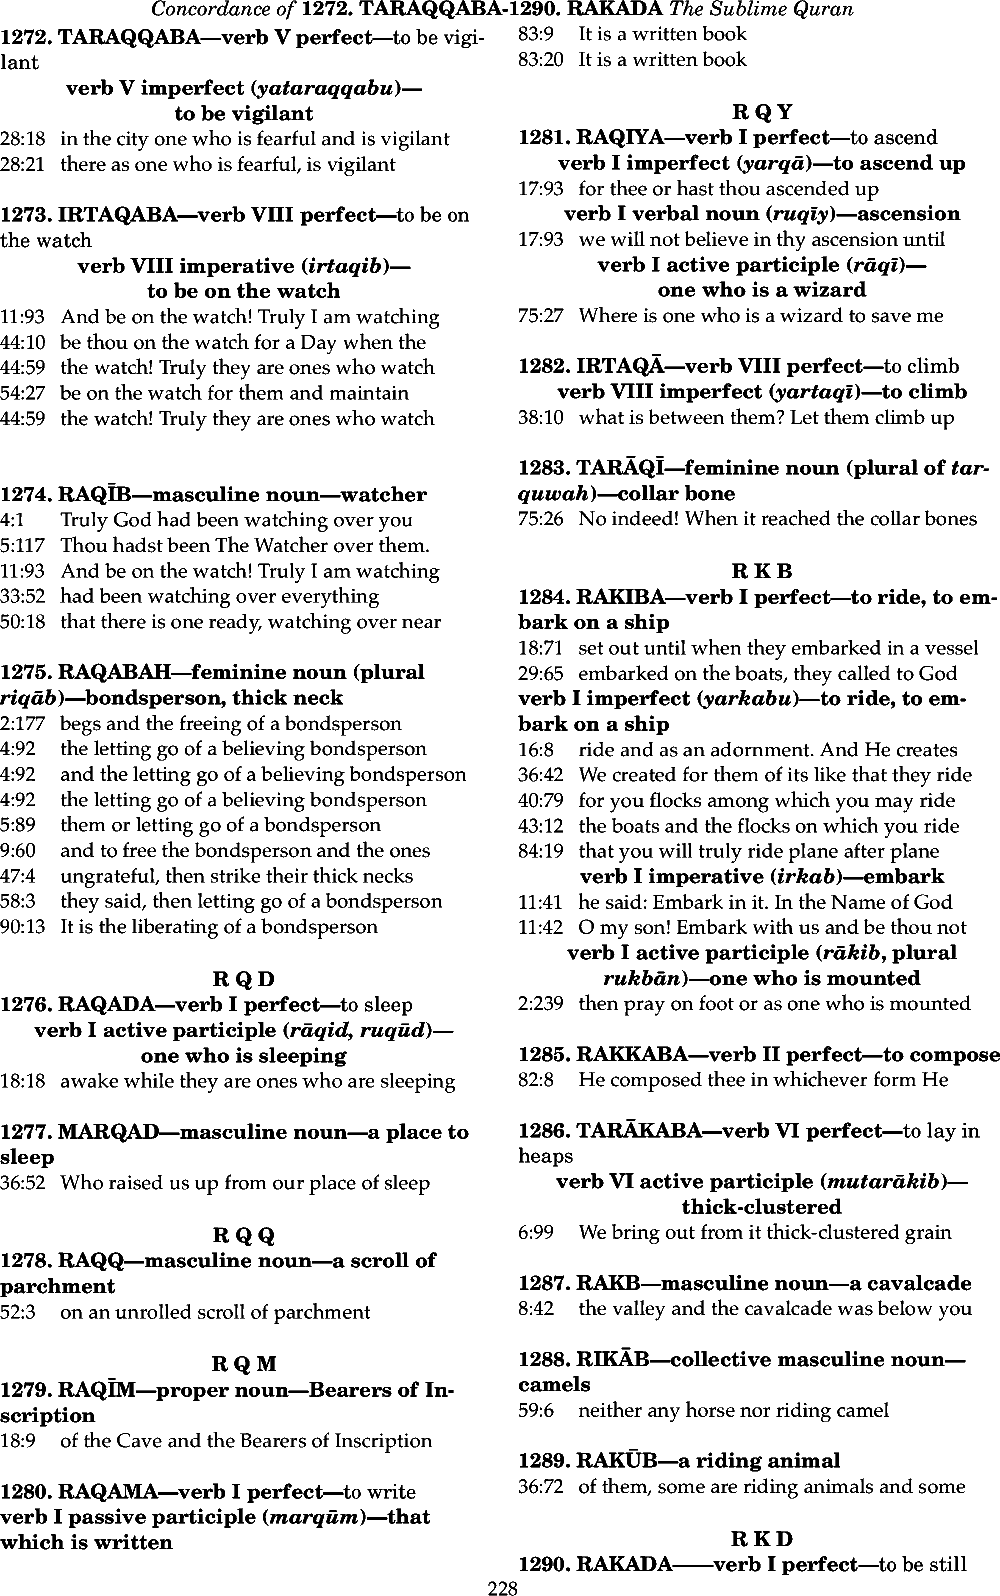 Concordance of 1272. TARAQQABA-1290. RAKADA The Sublime Quran
1272. TARAQQABA—verb V perfect—to be vigi-
lant
verb V imperfect (yataraqqabu)—
to be vigilant
28:18 in the city one who is fearful and is vigilant
28:21 there as one who is fearful, is vigilant
1273. IRTAQABA—verb VIII perfect—to be on
the watch
verb VIII imperative (irtaqib)—
to be on the watch
11:93 And be on the watch! Truly I am watching
44:10 be thou on the watch for a Day when the
44:59 the watch! Truly they are ones who watch
54:27 be on the watch for them and maintain
44:59 the watch! Truly they are ones who watch
1274. RAQĪB—masculine noun—watcher
4:1 Truly God had been watching over you
5:117 Thou hadst been The Watcher over them.
11:93 And be on the watch! Truly I am watching
33:52 had been watching over everything
50:18 that there is one ready, watching over near
1275. RAQABAH—feminine noun (plural
riqāb)—bondsperson, thick neck
2:177 begs and the freeing of a bondsperson
4:92 the letting go of a believing bondsperson
4:92 and the letting go of a believing bondsperson
4:92 the letting go of a believing bondsperson
5:89 them or letting go of a bondsperson
9:60 and to free the bondsperson and the ones
47:4 ungrateful, then strike their thick necks
58:3 they said, then letting go of a bondsperson
90:13 It is the liberating of a bondsperson
R Q D
1276. RAQADA—verb I perfect—to sleep
verb I active participle (rāqid, ruqūd)—
one who is sleeping
18:18 awake while they are ones who are sleeping
1277. MARQAD—masculine noun—a place to
sleep
36:52 Who raised us up from our place of sleep
R Q Q
1278. RAQQ—masculine noun—a scroll of
parchment
52:3 on an unrolled scroll of parchment
R Q M
1279. RAQĪM—proper noun—Bearers of In-
scription
18:9 of the Cave and the Bearers of Inscription
1280. RAQAMA—verb I perfect—to write
verb I passive participle (marqūm)—that
which is written
83:9 It is a written book
83:20 It is a written book
R Q Y
1281. RAQIYA—verb I perfect—to ascend
verb I imperfect (yarqā)—to ascend up
17:93 for thee or hast thou ascended up
verb I verbal noun (ruqīy)—ascension
17:93 we will not believe in thy ascension until
verb I active participle (rāqī)—
one who is a wizard
75:27 Where is one who is a wizard to save me
1282. IRTAQĀ—verb VIII perfect—to climb
verb VIII imperfect (yartaqī)—to climb
38:10 what is between them? Let them climb up
1283. TARĀQĪ—feminine noun (plural of tar-
quwah)—collar bone
75:26 No indeed! When it reached the collar bones
R K B
1284. RAKIBA—verb I perfect—to ride, to em-
bark on a ship
18:71 set out until when they embarked in a vessel
29:65 embarked on the boats, they called to God
verb I imperfect (yarkabu)—to ride, to em-
bark on a ship
16:8 ride and as an adornment. And He creates
36:42 We created for them of its like that they ride
40:79 for you flocks among which you may ride
43:12 the boats and the flocks on which you ride
84:19 that you will truly ride plane after plane
verb I imperative (irkab)—embark
11:41 he said: Embark in it. In the Name of God
11:42 O my son! Embark with us and be thou not
verb I active participle (rākib, plural
rukbān)—one who is mounted
2:239 then pray on foot or as one who is mounted
1285. RAKKABA—verb II perfect—to compose
82:8 He composed thee in whichever form He
1286. TARĀKABA—verb VI perfect—to lay in
heaps
verb VI active participle (mutarākib)—
thick-clustered
6:99 We bring out from it thick-clustered grain
1287. RAKB—masculine noun—a cavalcade
8:42 the valley and the cavalcade was below you
1288. RIKĀB—collective masculine noun—
camels
59:6 neither any horse nor riding camel
1289. RAKŪB—a riding animal
36:72 of them, some are riding animals and some
R K D
1290. RAKADA——verb I perfect—to be still
228